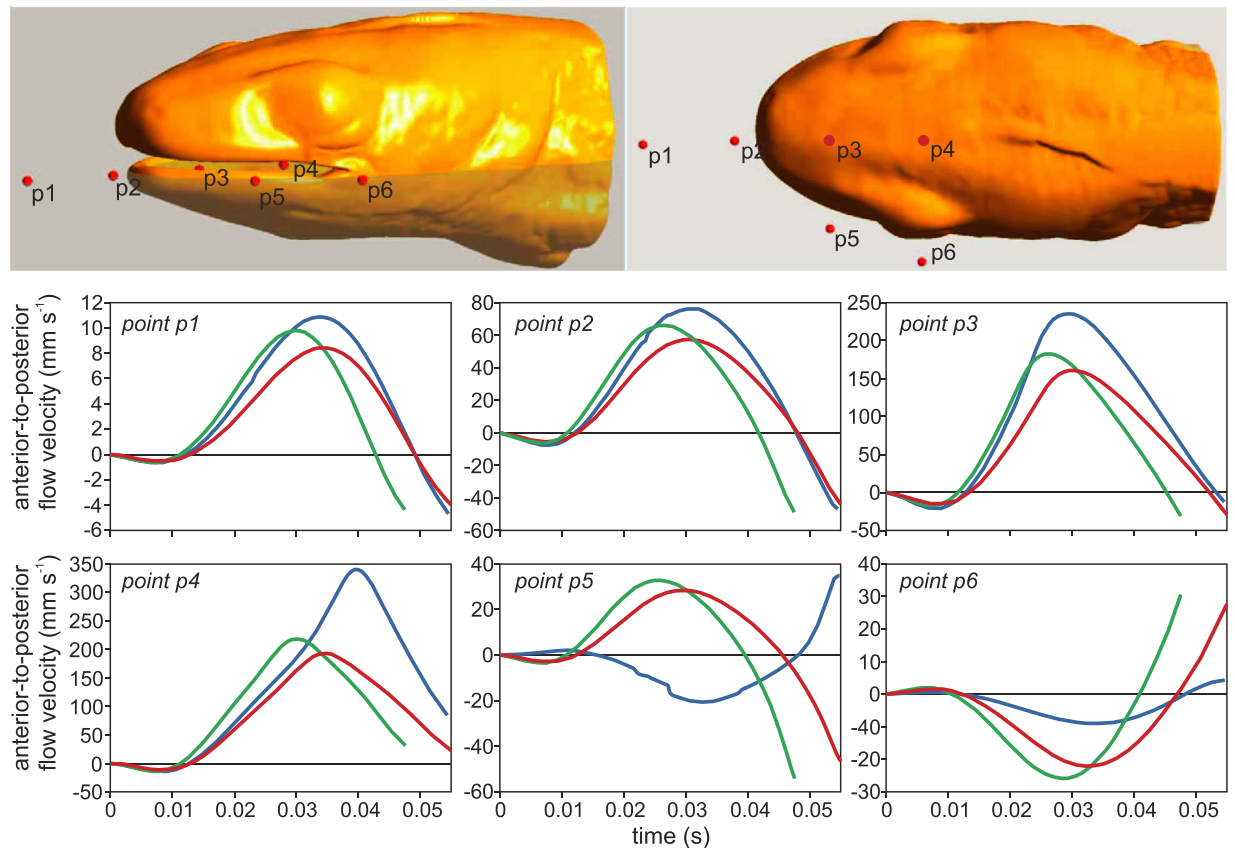 p1
p2
p3
p4
p5
p6
p1
p2
p3
p4
p5
p6
anterior-to-posterior
flow velocity (mm s-1)
point p1
12
10
8
6
4
2
0
-2
-4
-6
point p2
80
60
40
20
0
-20
-40
-60
point p3
250
200
150
100
50
0
-50
anterior-to-posterior
flow velocity (mm s-1)
point p4
350
300
250
200
150
100
50
0
-50
0 0.01 0.02 0.03 0.04 0.05
point p5
40
20
0
-20
-40
-60
0 0.01 0.02 0.03 0.04 0.05
point p6
40
30
20
10
0
-10
-20
-30
0 0.01 0.02 0.03 0.04 0.05
time (s)